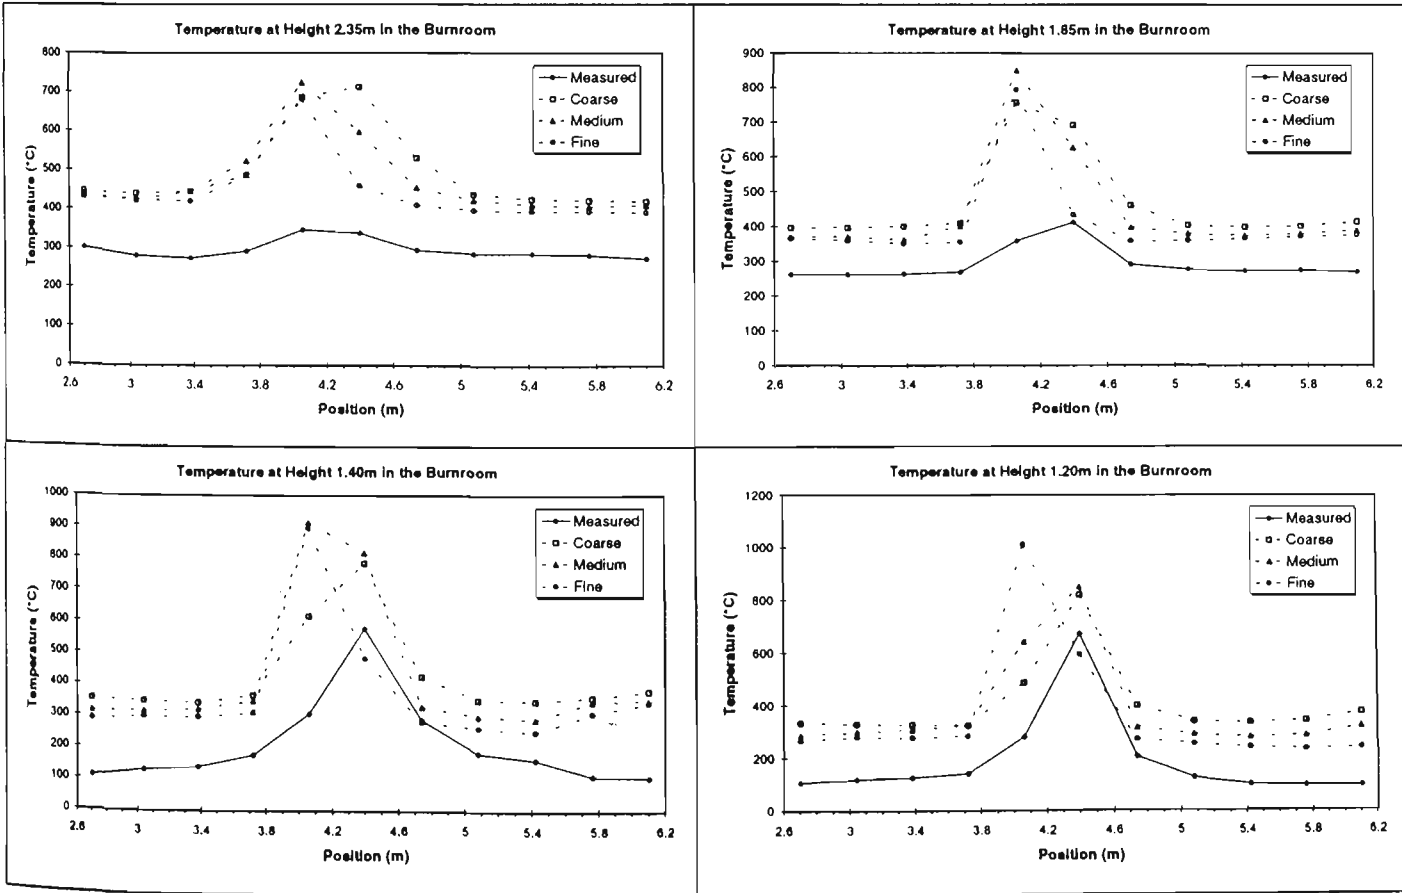 Temperature at Height 2.35m in the Burnroom
800
700
600
500
400
300
200
100
0
Temperature (°C)
Measured
Coarse
Medium
Fine
2.6 3 3.4 3.8 4.2 4.6 5 5.4 5.8 6.2
Position (m)
Temperature at Height 1.85m in the Burnroom
900
800
700
600
500
400
300
200
100
0
Temperature (°C)
Measured
Coarse
Medium
Fine
2.6 3 3.4 3.8 4.2 4.6 5 5.4 5.8 6.2
Position (m)
Temperature at Height 1.40m in the Burnroom
1000
900
800
700
600
500
400
300
200
100
0
Temperature (°C)
Measured
Coarse
Medium
Fine
2.6 3 3.4 3.8 4.2 4.6 5 5.4 5.8 6.2
Position (m)
Temperature at Height 1.20m in the Burnroom
1200
1000
800
600
400
200
0
Temperature (°C)
Measured
Coarse
Medium
Fine
2.6 3 3.4 3.8 4.2 4.6 5 5.4 5.8 6.2
Position (m)